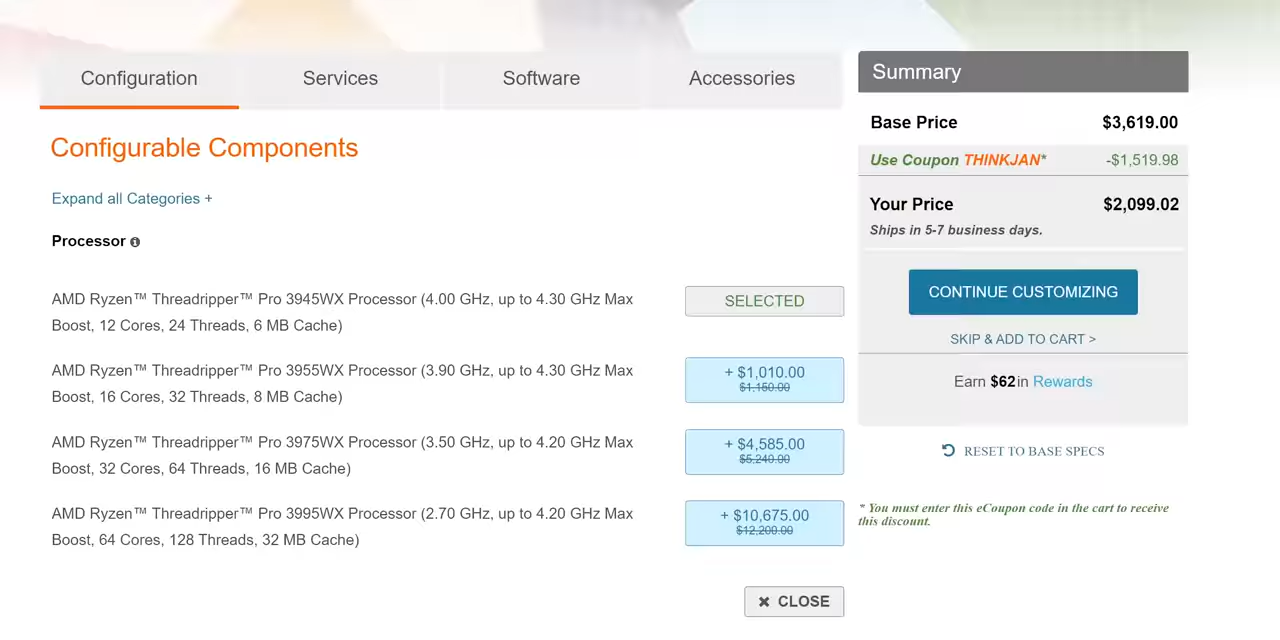 Configuration
Services
Software
Accessories
Configurable Components
Expand all Categories +
Processor
AMD Ryzen™ Threadripper™ Pro 3945WX Processor (4.00 GHz, up to 4.30 GHz Max
Boost, 12 Cores, 24 Threads, 6 MB Cache)
SELECTED
AMD Ryzen™ Threadripper™ Pro 3955WX Processor (3.90 GHz, up to 4.30 GHz Max
Boost, 16 Cores, 32 Threads, 8 MB Cache)
+ $1,010.00
$1,150.00
AMD Ryzen™ Threadripper™ Pro 3975WX Processor (3.50 GHz, up to 4.20 GHz Max
Boost, 32 Cores, 64 Threads, 16 MB Cache)
+ $4,585.00
$5,240.00
AMD Ryzen™ Threadripper™ Pro 3995WX Processor (2.70 GHz, up to 4.20 GHz Max
Boost, 64 Cores, 128 Threads, 32 MB Cache)
+ $10,675.00
$12,200.00
CLOSE
Summary
Base Price $3,619.00
Use Coupon THINKJAN* -$1,519.98
Your Price $2,099.02
Ships in 5-7 business days.
CONTINUE CUSTOMIZING
SKIP & ADD TO CART >
Earn $62in Rewards
RESET TO BASE SPECS
* You must enter this eCoupon code in the cart to receive
this discount.